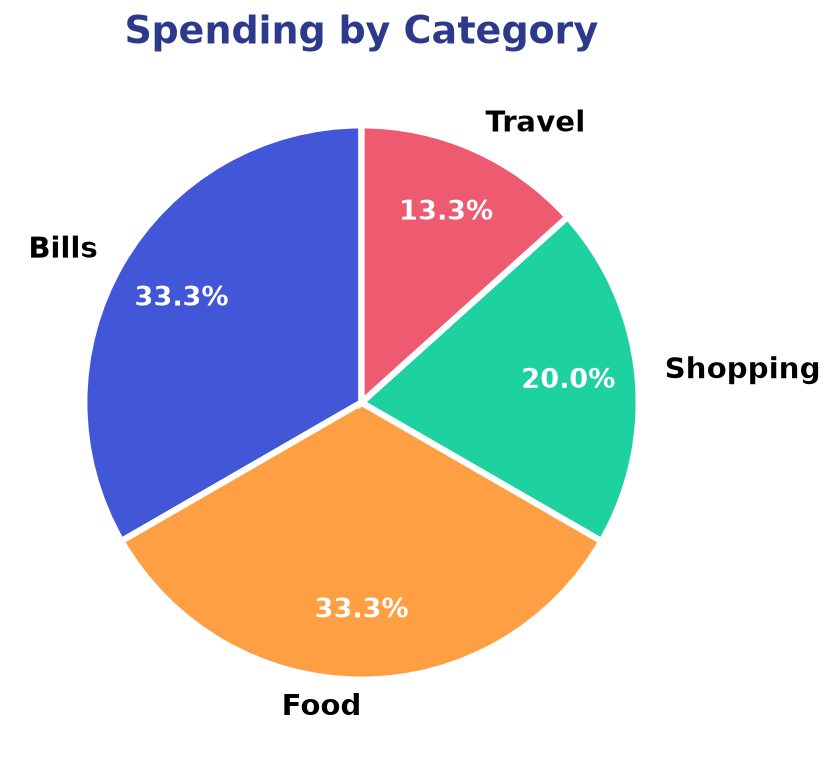 Spending by Category
Travel
13.3%
Bills
33.3%
Shopping
20.0%
33.3%
Food